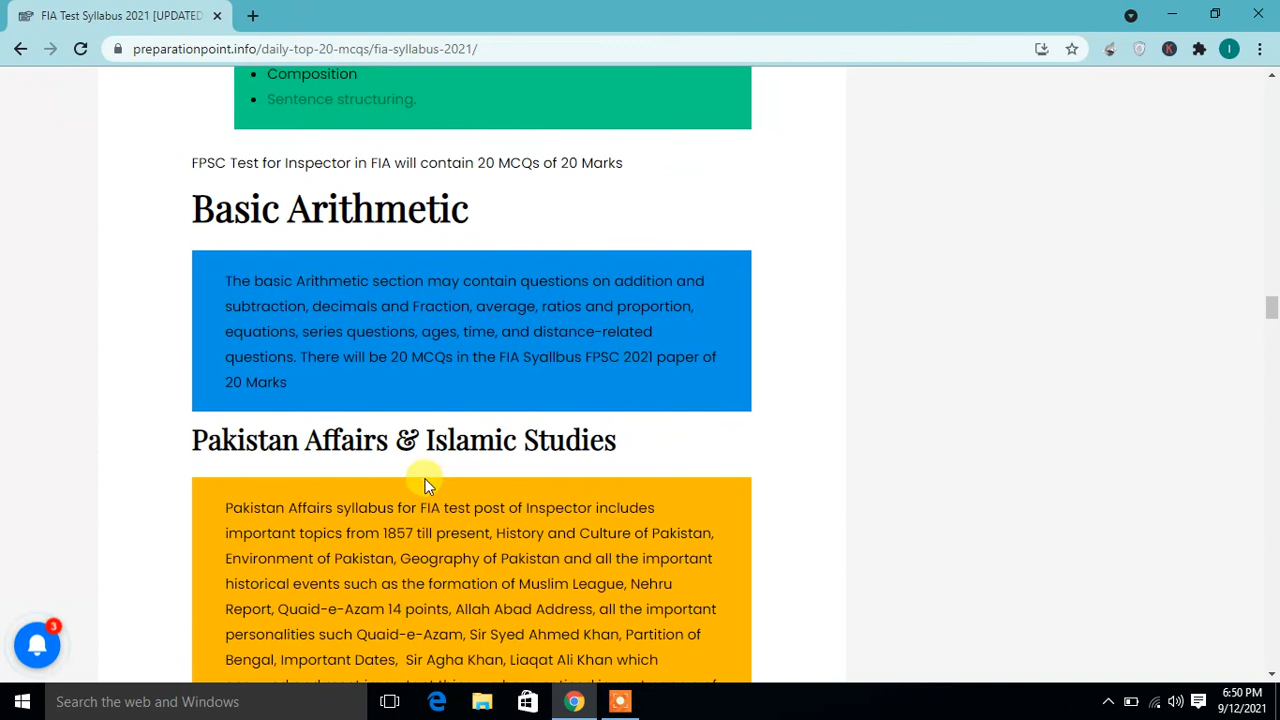 FIA Test Syllabus 2021 [UPDATED
preparationpoint.info/daily-top-20-mcqs/fia-syllabus-2021/
K
I
Composition
Sentence structuring.
FPSC Test for Inspector in FIA will contain 20 MCQs of 20 Marks
Basic Arithmetic
The basic Arithmetic section may contain questions on addition and
subtraction, decimals and Fraction, average, ratios and proportion,
equations, series questions, ages, time, and distance-related
questions. There will be 20 MCQs in the FIA Syallbus FPSC 2021 paper of
20 Marks
Pakistan Affairs & Islamic Studies
Pakistan Affairs syllabus for FIA test post of Inspector includes
important topics from 1857 till present, History and Culture of Pakistan,
Environment of Pakistan, Geography of Pakistan and all the important
historical events such as the formation of Muslim League, Nehru
Report, Quaid-e-Azam 14 points, Allah Abad Address, all the important
personalities such Quaid-e-Azam, Sir Syed Ahmed Khan, Partition of
Bengal, Important Dates, Sir Agha Khan, Liaqat Ali Khan which
3
Search the web and Windows
6:50 PM
9/12/2021